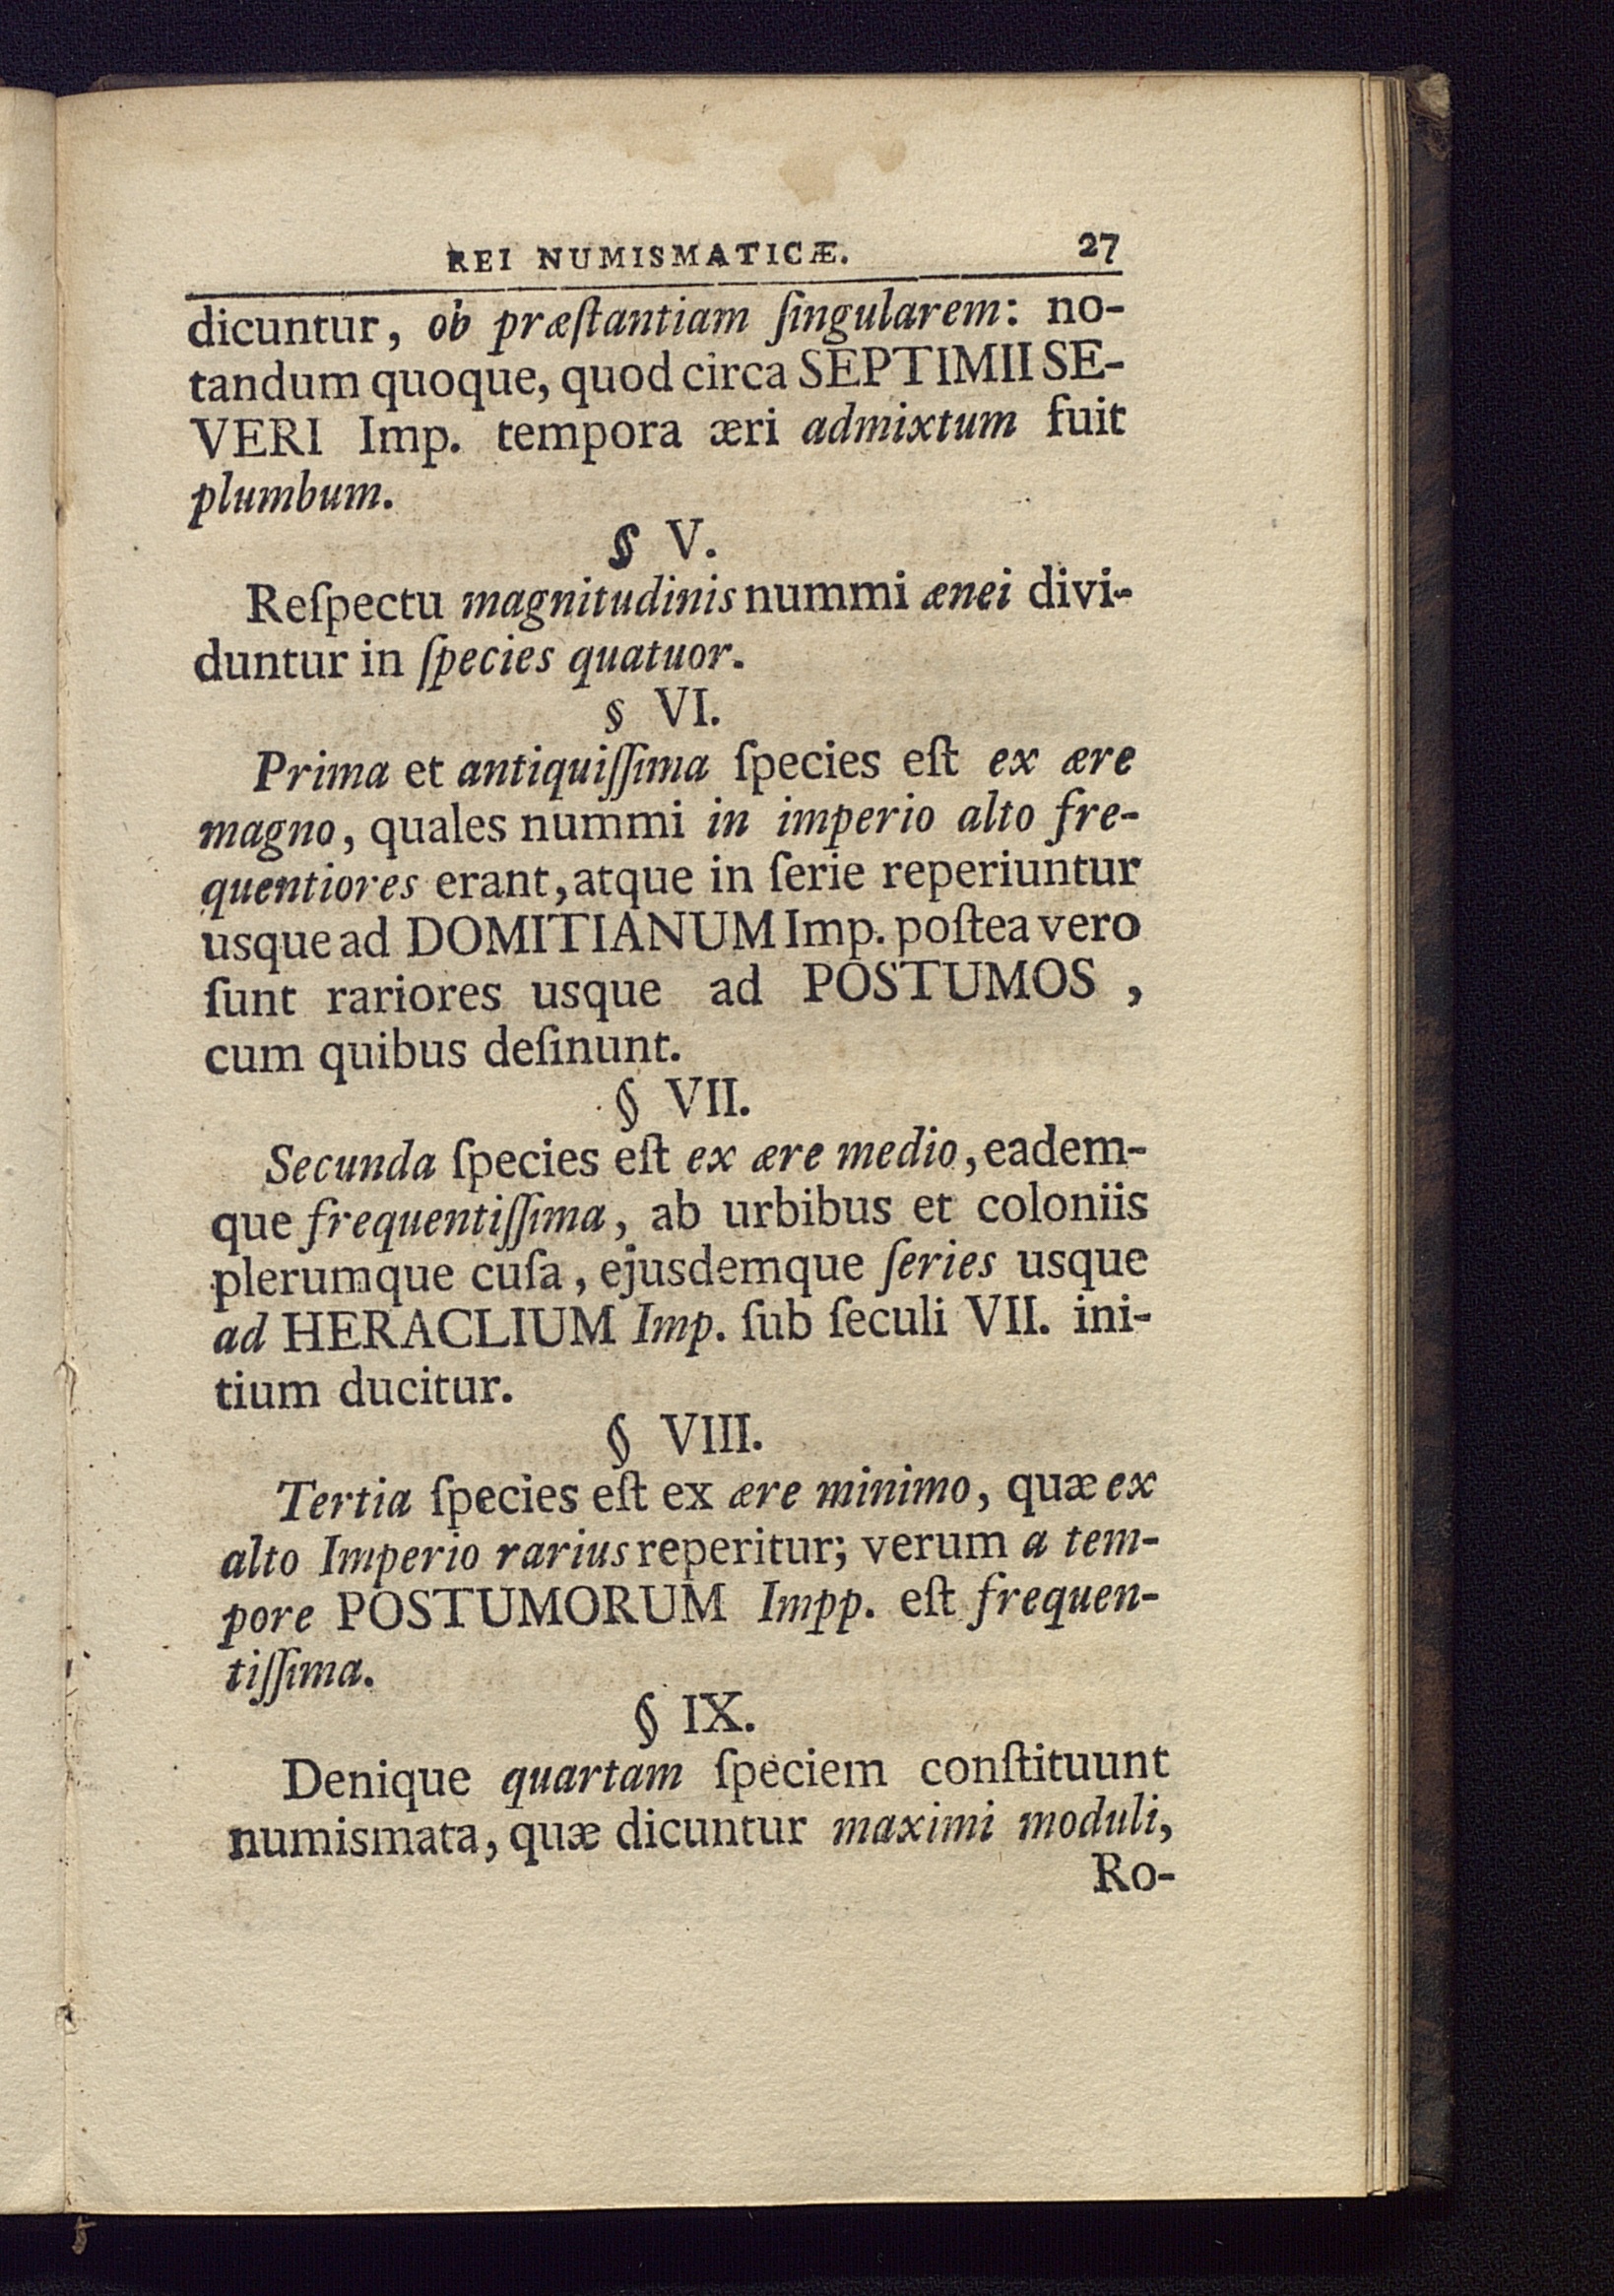 REI NUMISMATICÆ. 27
dicuntur, ob præſtantiam ſingularem: no-
tandum quoque, quod circa SEPTIMII SE-
VERI Imp. tempora æri admixtum fuit
plumbum.
§ V.
Reſpectu magnitudinis nummi ænei divi-
duntur in ſpecies quatuor.
§ VI.
Prima et antiquiſſima ſpecies eſt ex ære
magno, quales nummi in imperio alto fre-
quentiores erant, atque in ſerie reperiuntur
usque ad DOMITIANUM Imp. poſtea vero
ſunt rariores usque ad POSTUMOS ,
cum quibus deſinunt.
§ VII.
Secunda ſpecies eſt ex ære medio, eadem-
que frequentiſſima, ab urbibus et coloniis
plerumque cuſa, ejusdemque ſeries usque
ad HERACLIUM Imp. ſub ſeculi VII. ini-
tium ducitur.
§ VIII.
Tertia ſpecies eſt ex ære minimo, quæ ex
alto Imperio rarius reperitur; verum a tem-
pore POSTUMORUM Impp. eſt frequen-
tiſſima.
§ IX.
Denique quartam ſpeciem conſtituunt
numismata, quæ dicuntur maximi moduli,
Ro-